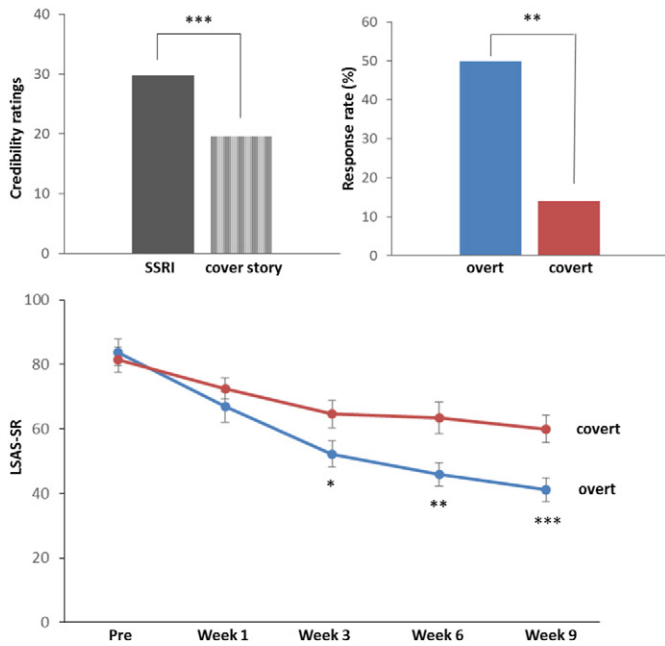 Credibility ratings
40
30
20
10
0
***
SSRI
cover story
Response rate (%)
60
50
40
30
20
10
0
**
overt
covert
LSAS-SR
100
80
60
40
20
0
covert
overt
*
**
***
Pre
Week 1
Week 3
Week 6
Week 9